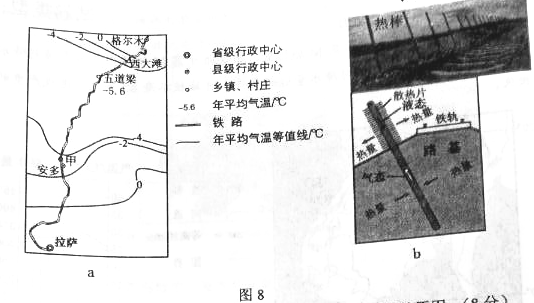 -4
-2
0
格尔木
西大滩
五道梁
-5.6
-4
-2
甲
安多
0
拉萨
a
省级行政中心
县级行政中心
乡镇、村庄
-5.6 年平均气温/℃
铁路
年平均气温等值线/℃
热棒
散热片
液态
热量
铁轨
热量
路基
气态
热量
热量
b
图8
(8分)